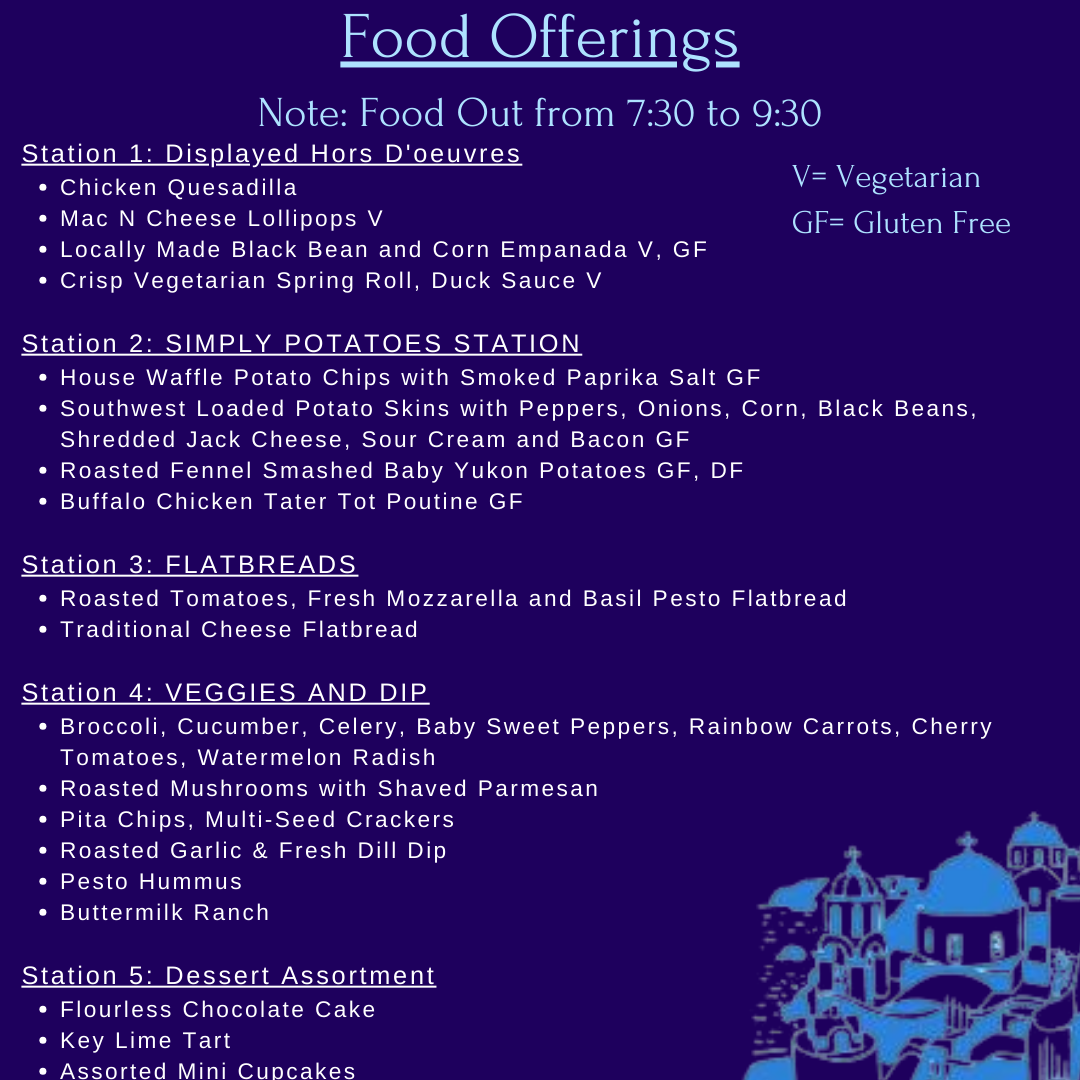 Food Offerings
Note: Food Out from 7:30 to 9:30
Station 1: Displayed Hors D'oeuvres
V= Vegetarian
GF= Gluten Free
• Chicken Quesadilla
• Mac N Cheese Lollipops V
• Locally Made Black Bean and Corn Empanada V, GF
• Crisp Vegetarian Spring Roll, Duck Sauce V
Station 2: SIMPLY POTATOES STATION
• House Waffle Potato Chips with Smoked Paprika Salt GF
• Southwest Loaded Potato Skins with Peppers, Onions, Corn, Black Beans,
Shredded Jack Cheese, Sour Cream and Bacon GF
• Roasted Fennel Smashed Baby Yukon Potatoes GF, DF
• Buffalo Chicken Tater Tot Poutine GF
Station 3: FLATBREADS
• Roasted Tomatoes, Fresh Mozzarella and Basil Pesto Flatbread
• Traditional Cheese Flatbread
Station 4: VEGGIES AND DIP
• Broccoli, Cucumber, Celery, Baby Sweet Peppers, Rainbow Carrots, Cherry
Tomatoes, Watermelon Radish
• Roasted Mushrooms with Shaved Parmesan
• Pita Chips, Multi-Seed Crackers
• Roasted Garlic & Fresh Dill Dip
• Pesto Hummus
• Buttermilk Ranch
Station 5: Dessert Assortment
• Flourless Chocolate Cake
• Key Lime Tart
• Assorted Mini Cupcakes